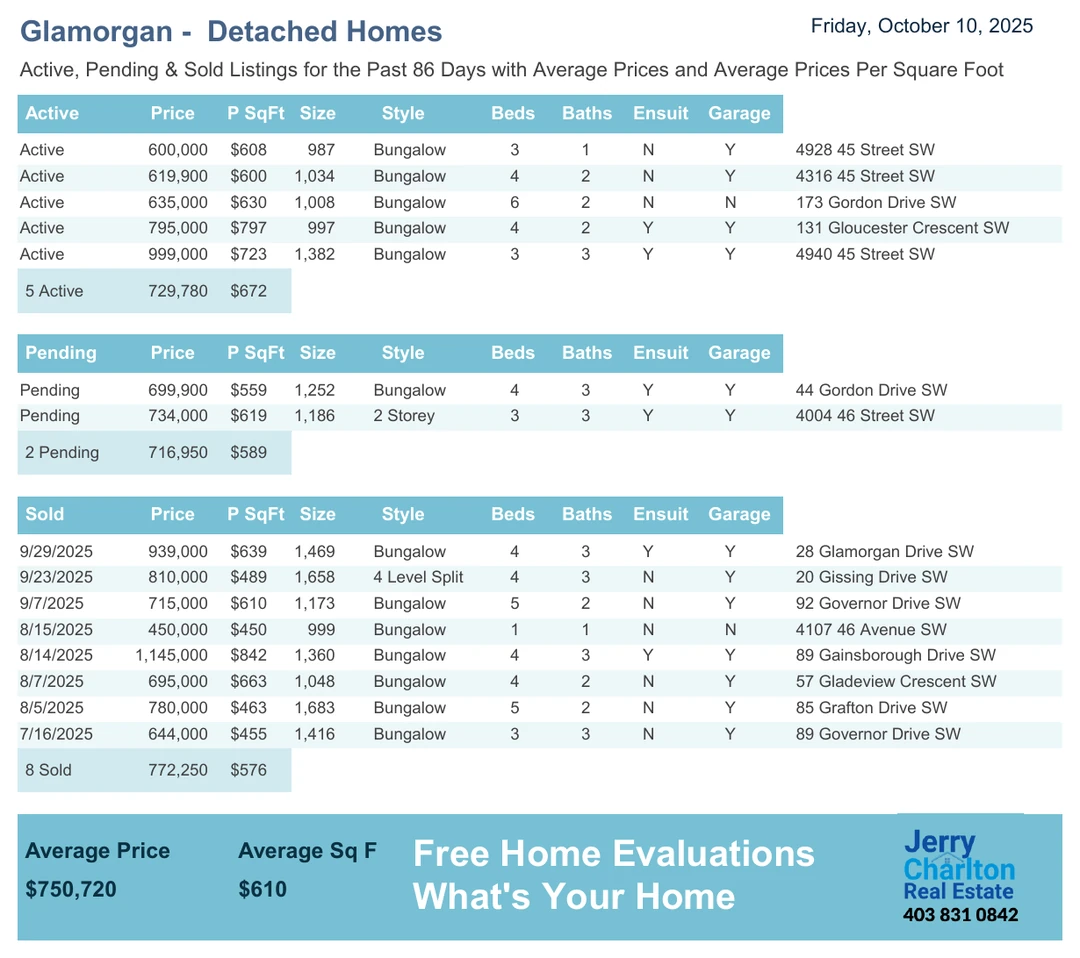 Glamorgan -  Detached Homes
Friday, October 10, 2025
Active, Pending & Sold Listings for the Past 86 Days with Average Prices and Average Prices Per Square Foot
Active Price P SqFt Size Style Beds Baths Ensuit Garage
Active 600,000 $608 987 Bungalow 3 1 N Y 4928 45 Street SW
Active 619,900 $600 1,034 Bungalow 4 2 N Y 4316 45 Street SW
Active 635,000 $630 1,008 Bungalow 6 2 N N 173 Gordon Drive SW
Active 795,000 $797 997 Bungalow 4 2 Y Y 131 Gloucester Crescent SW
Active 999,000 $723 1,382 Bungalow 3 3 Y Y 4940 45 Street SW
5 Active 729,780 $672
Pending Price P SqFt Size Style Beds Baths Ensuit Garage
Pending 699,900 $559 1,252 Bungalow 4 3 Y Y 44 Gordon Drive SW
Pending 734,000 $619 1,186 2 Storey 3 3 Y Y 4004 46 Street SW
2 Pending 716,950 $589
Sold Price P SqFt Size Style Beds Baths Ensuit Garage
9/29/2025 939,000 $639 1,469 Bungalow 4 3 Y Y 28 Glamorgan Drive SW
9/23/2025 810,000 $489 1,658 4 Level Split 4 3 N Y 20 Gissing Drive SW
9/7/2025 715,000 $610 1,173 Bungalow 5 2 N Y 92 Governor Drive SW
8/15/2025 450,000 $450 999 Bungalow 1 1 N N 4107 46 Avenue SW
8/14/2025 1,145,000 $842 1,360 Bungalow 4 3 Y Y 89 Gainsborough Drive SW
8/7/2025 695,000 $663 1,048 Bungalow 4 2 N Y 57 Gladeview Crescent SW
8/5/2025 780,000 $463 1,683 Bungalow 5 2 N Y 85 Grafton Drive SW
7/16/2025 644,000 $455 1,416 Bungalow 3 3 N Y 89 Governor Drive SW
8 Sold 772,250 $576
Average Price Average Sq F
$750,720 $610
Free Home Evaluations
What's Your Home
Jerry
Charlton
Real Estate
403 831 0842